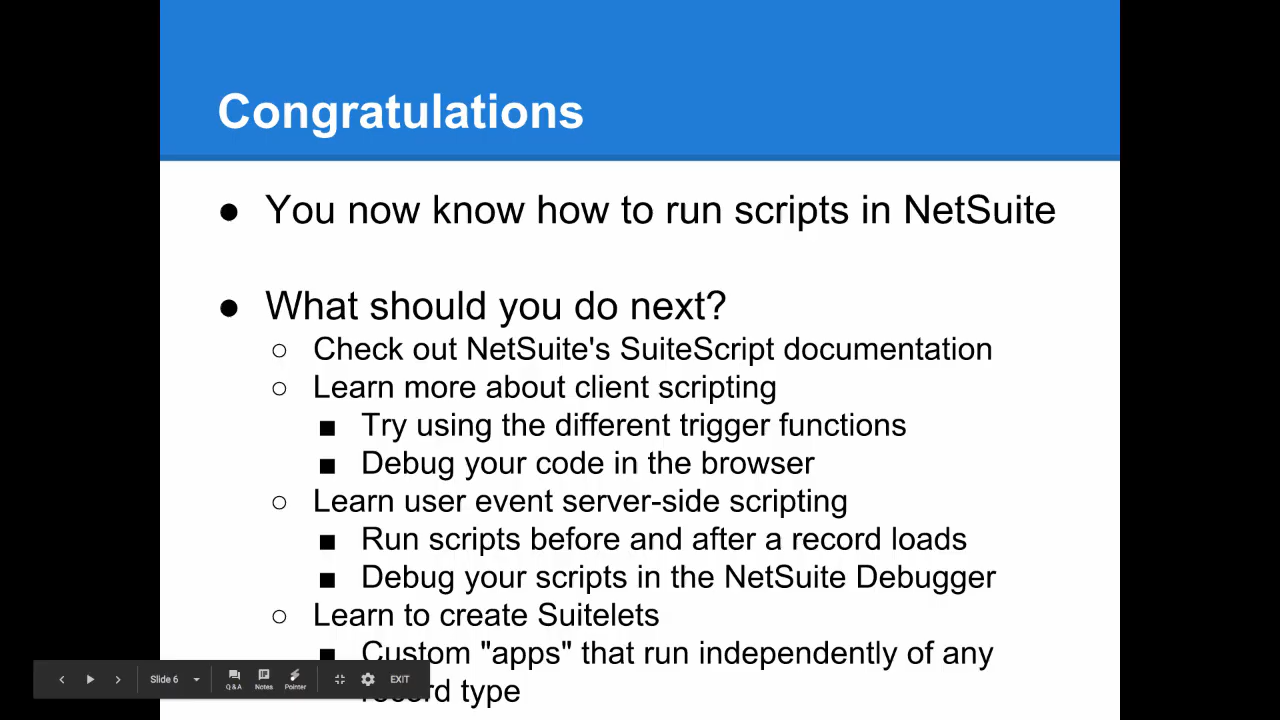 Congratulations
● You now know how to run scripts in NetSuite
● What should you do next?
○ Check out NetSuite's SuiteScript documentation
○ Learn more about client scripting
■ Try using the different trigger functions
■ Debug your code in the browser
○ Learn user event server-side scripting
■ Run scripts before and after a record loads
■ Debug your scripts in the NetSuite Debugger
○ Learn to create Suitelets
■ Custom "apps" that run independently of any
record type
Slide 6
Q&A
Notes
Pointer
EXIT